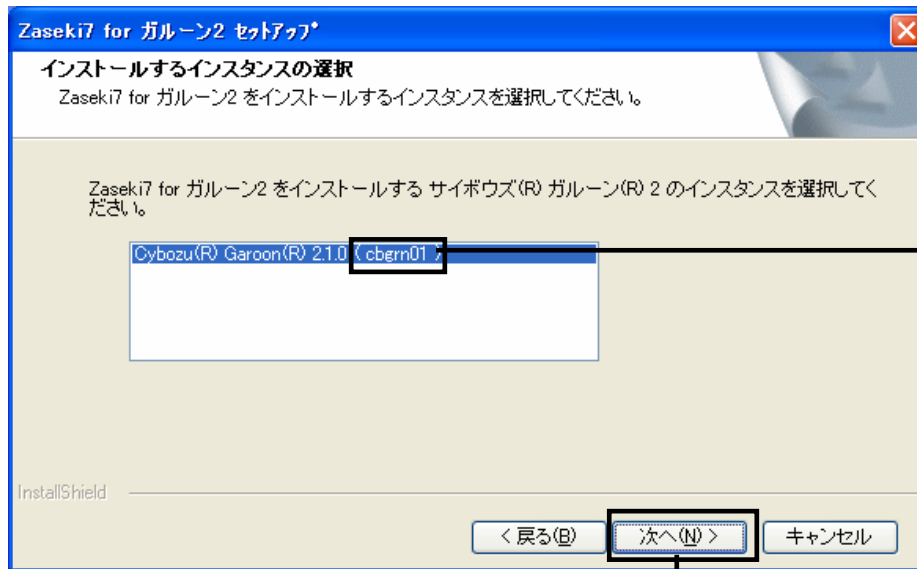 Zaseki7 for ガルーン2 ｾｯﾄｱｯﾌﾟ
インストールするインスタンスの選択
Zaseki7 for ガルーン2 をインストールするインスタンスを選択してください。
Zaseki7 for ガルーン2 をインストールする サイボウズ(R) ガルーン(R) 2 のインスタンスを選択してく
ださい。
Cybozu(R) Garoon(R) 2.1.0 ( cbgrn01 )
InstallShield
< 戻る(B)
次へ(N) >
キャンセル